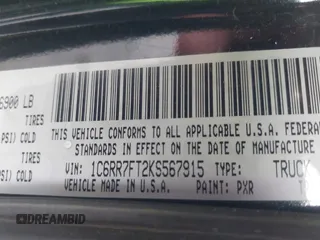 6900 LB
TIRES
PSI) COLD
TIRES
PSI) COLD
THIS VEHICLE CONFORMS TO ALL APPLICABLE U.S.A. FEDERAL
STANDARDS IN EFFECT ON THE DATE OF MANUFACTURE
VIN: 1C6RR7FT2KS567915 TYPE: TRUCK
VEHICLE MADE IN U.S.A. PAINT: PXR
DREAMBID